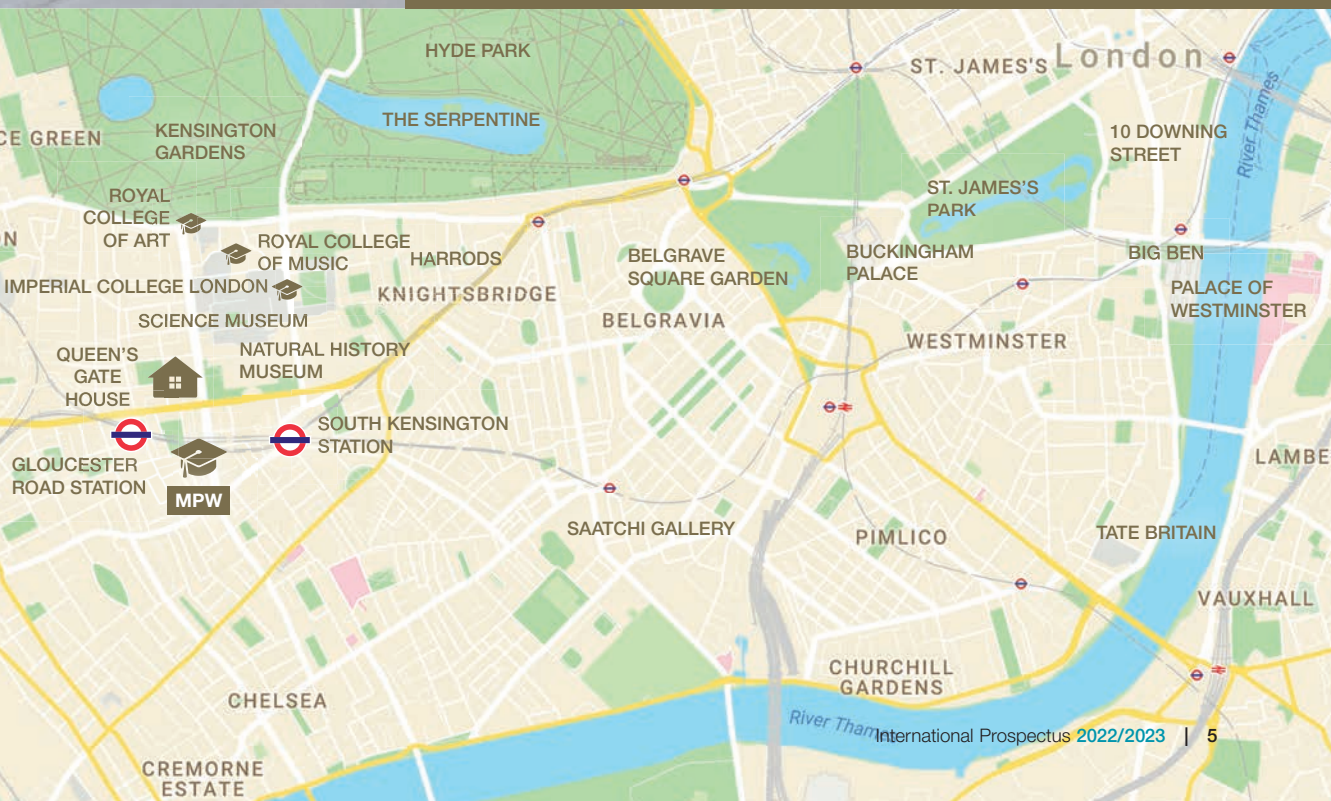 HYDE PARK
ST. JAMES'S
London
THE SERPENTINE
River Thames
CE GREEN
KENSINGTON
GARDENS
10 DOWNING
STREET
ROYAL
COLLEGE
OF ART
ST. JAMES'S
PARK
N
ROYAL COLLEGE
OF MUSIC
HARRODS
BELGRAVE
SQUARE GARDEN
BUCKINGHAM
PALACE
BIG BEN
IMPERIAL COLLEGE LONDON
KNIGHTSBRIDGE
PALACE OF
WESTMINSTER
SCIENCE MUSEUM
BELGRAVIA
WESTMINSTER
QUEEN'S
GATE
HOUSE
NATURAL HISTORY
MUSEUM
SOUTH KENSINGTON
STATION
GLOUCESTER
ROAD STATION
MPW
LAMBE
SAATCHI GALLERY
PIMLICO
TATE BRITAIN
VAUXHALL
CHURCHILL
GARDENS
CHELSEA
River Thames
International Prospectus 2022/2023 | 5
CREMORNE
ESTATE